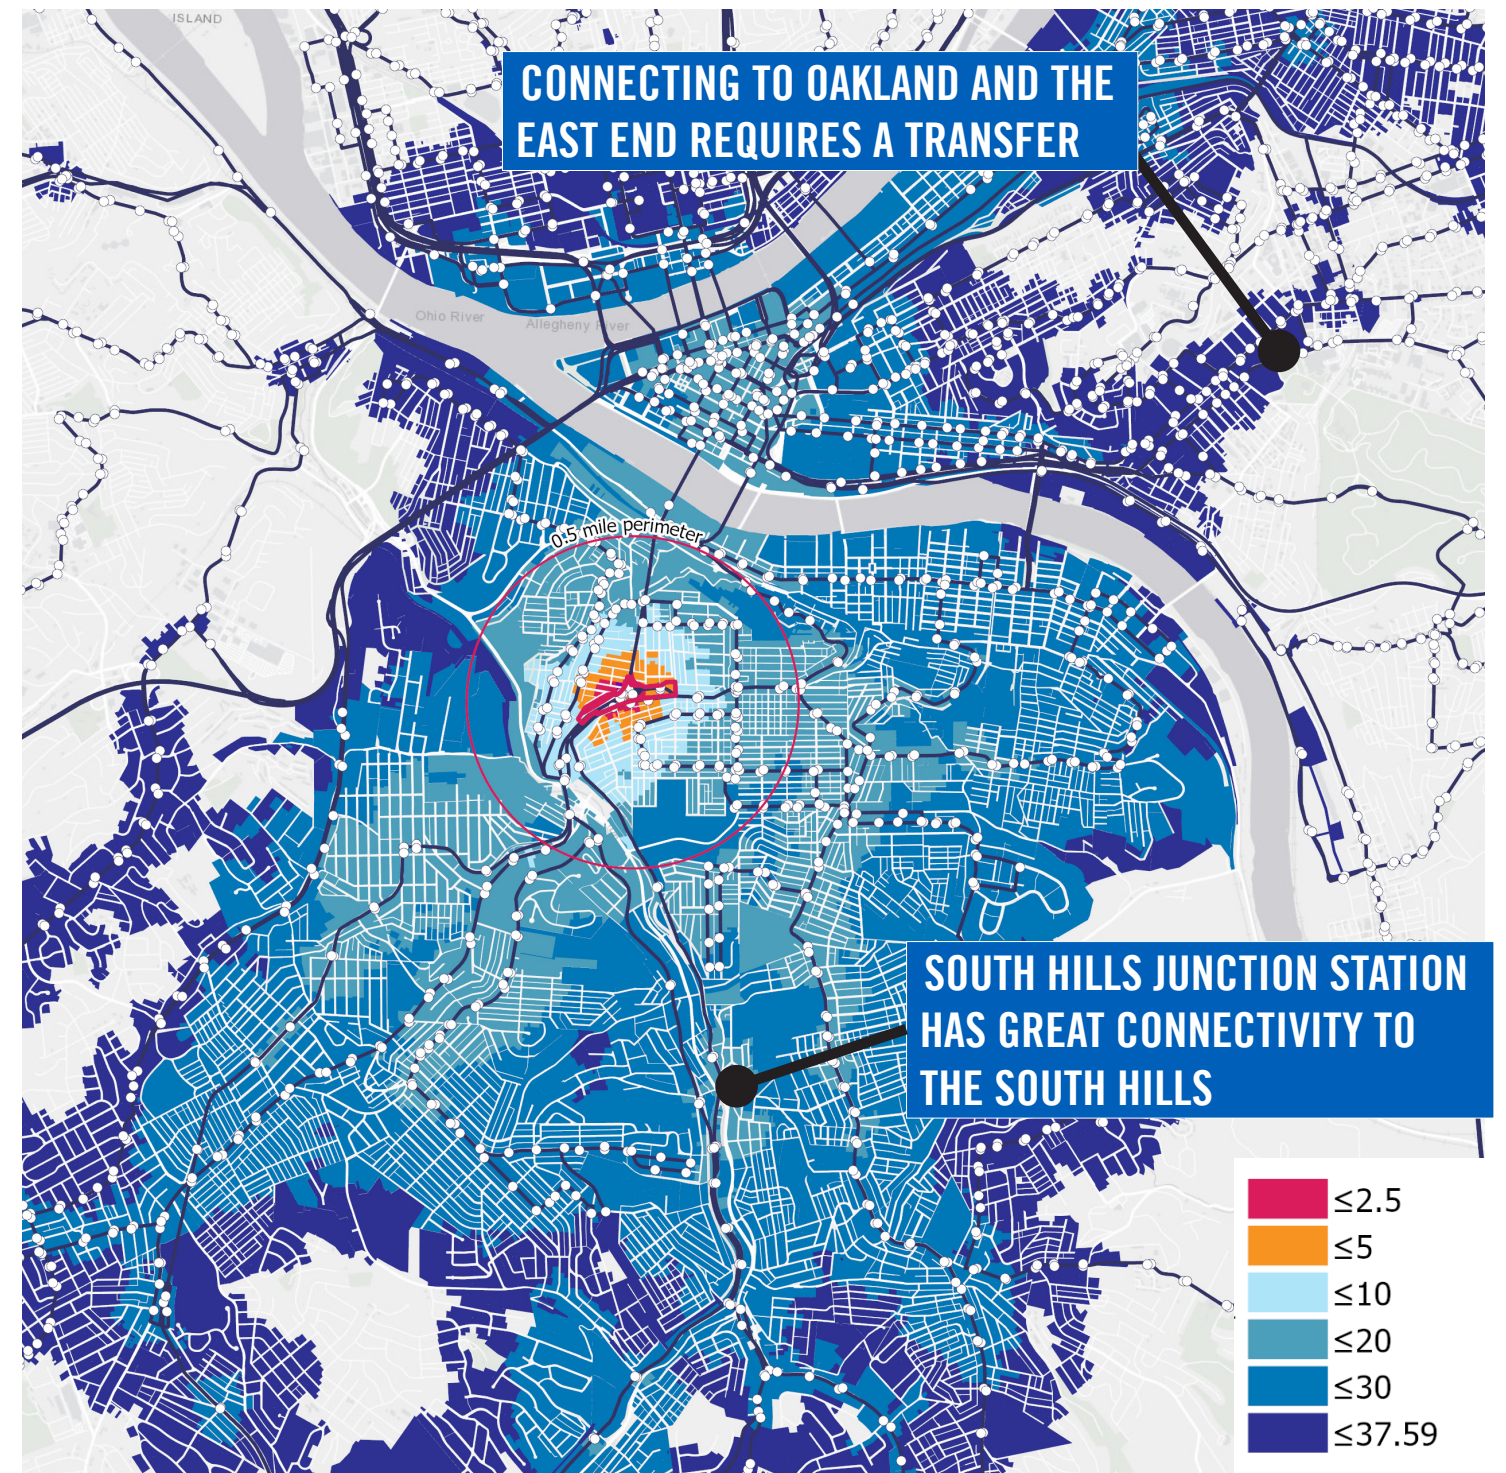 ISLAND
CONNECTING TO OAKLAND AND THE
EAST END REQUIRES A TRANSFER
Ohio River
Allegheny River
0.5 mile perimeter
SOUTH HILLS JUNCTION STATION
HAS GREAT CONNECTIVITY TO
THE SOUTH HILLS
≤2.5
≤5
≤10
≤20
≤30
≤37.59